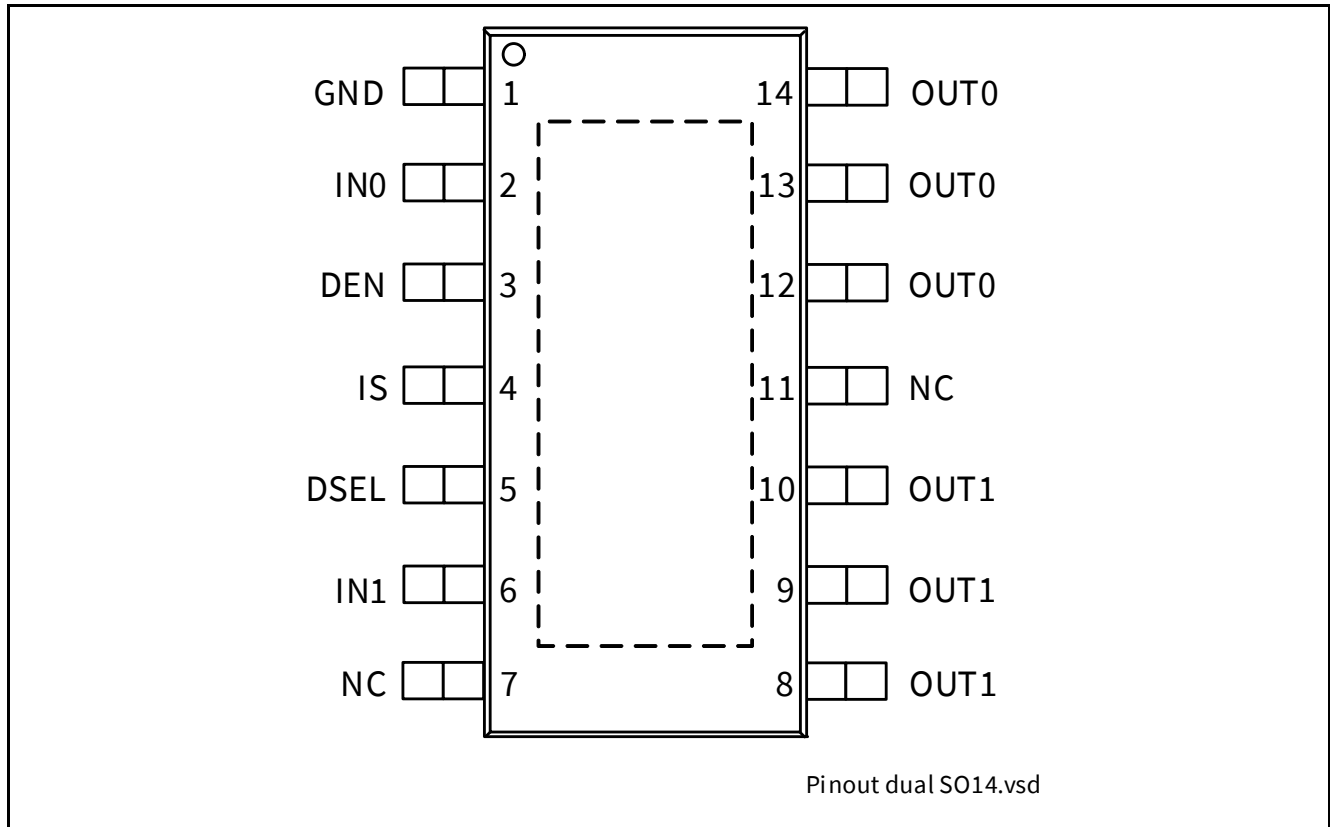 GND 1 14 OUT0
IN0 2 13 OUT0
DEN 3 12 OUT0
IS 4 11 NC
DSEL 5 10 OUT1
IN1 6 9 OUT1
NC 7 8 OUT1
Pinout dual SO14.vsd